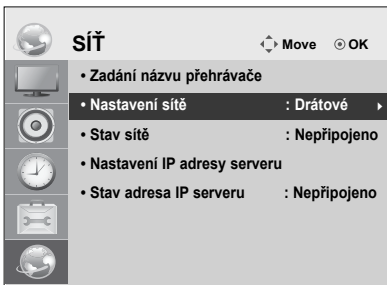 SÍŤ Move OK
• Zadání názvu přehrávače
• Nastavení sítě : Drátové
• Stav sítě : Nepřipojeno
• Nastavení IP adresy serveru
• Stav adresa IP serveru : Nepřipojeno